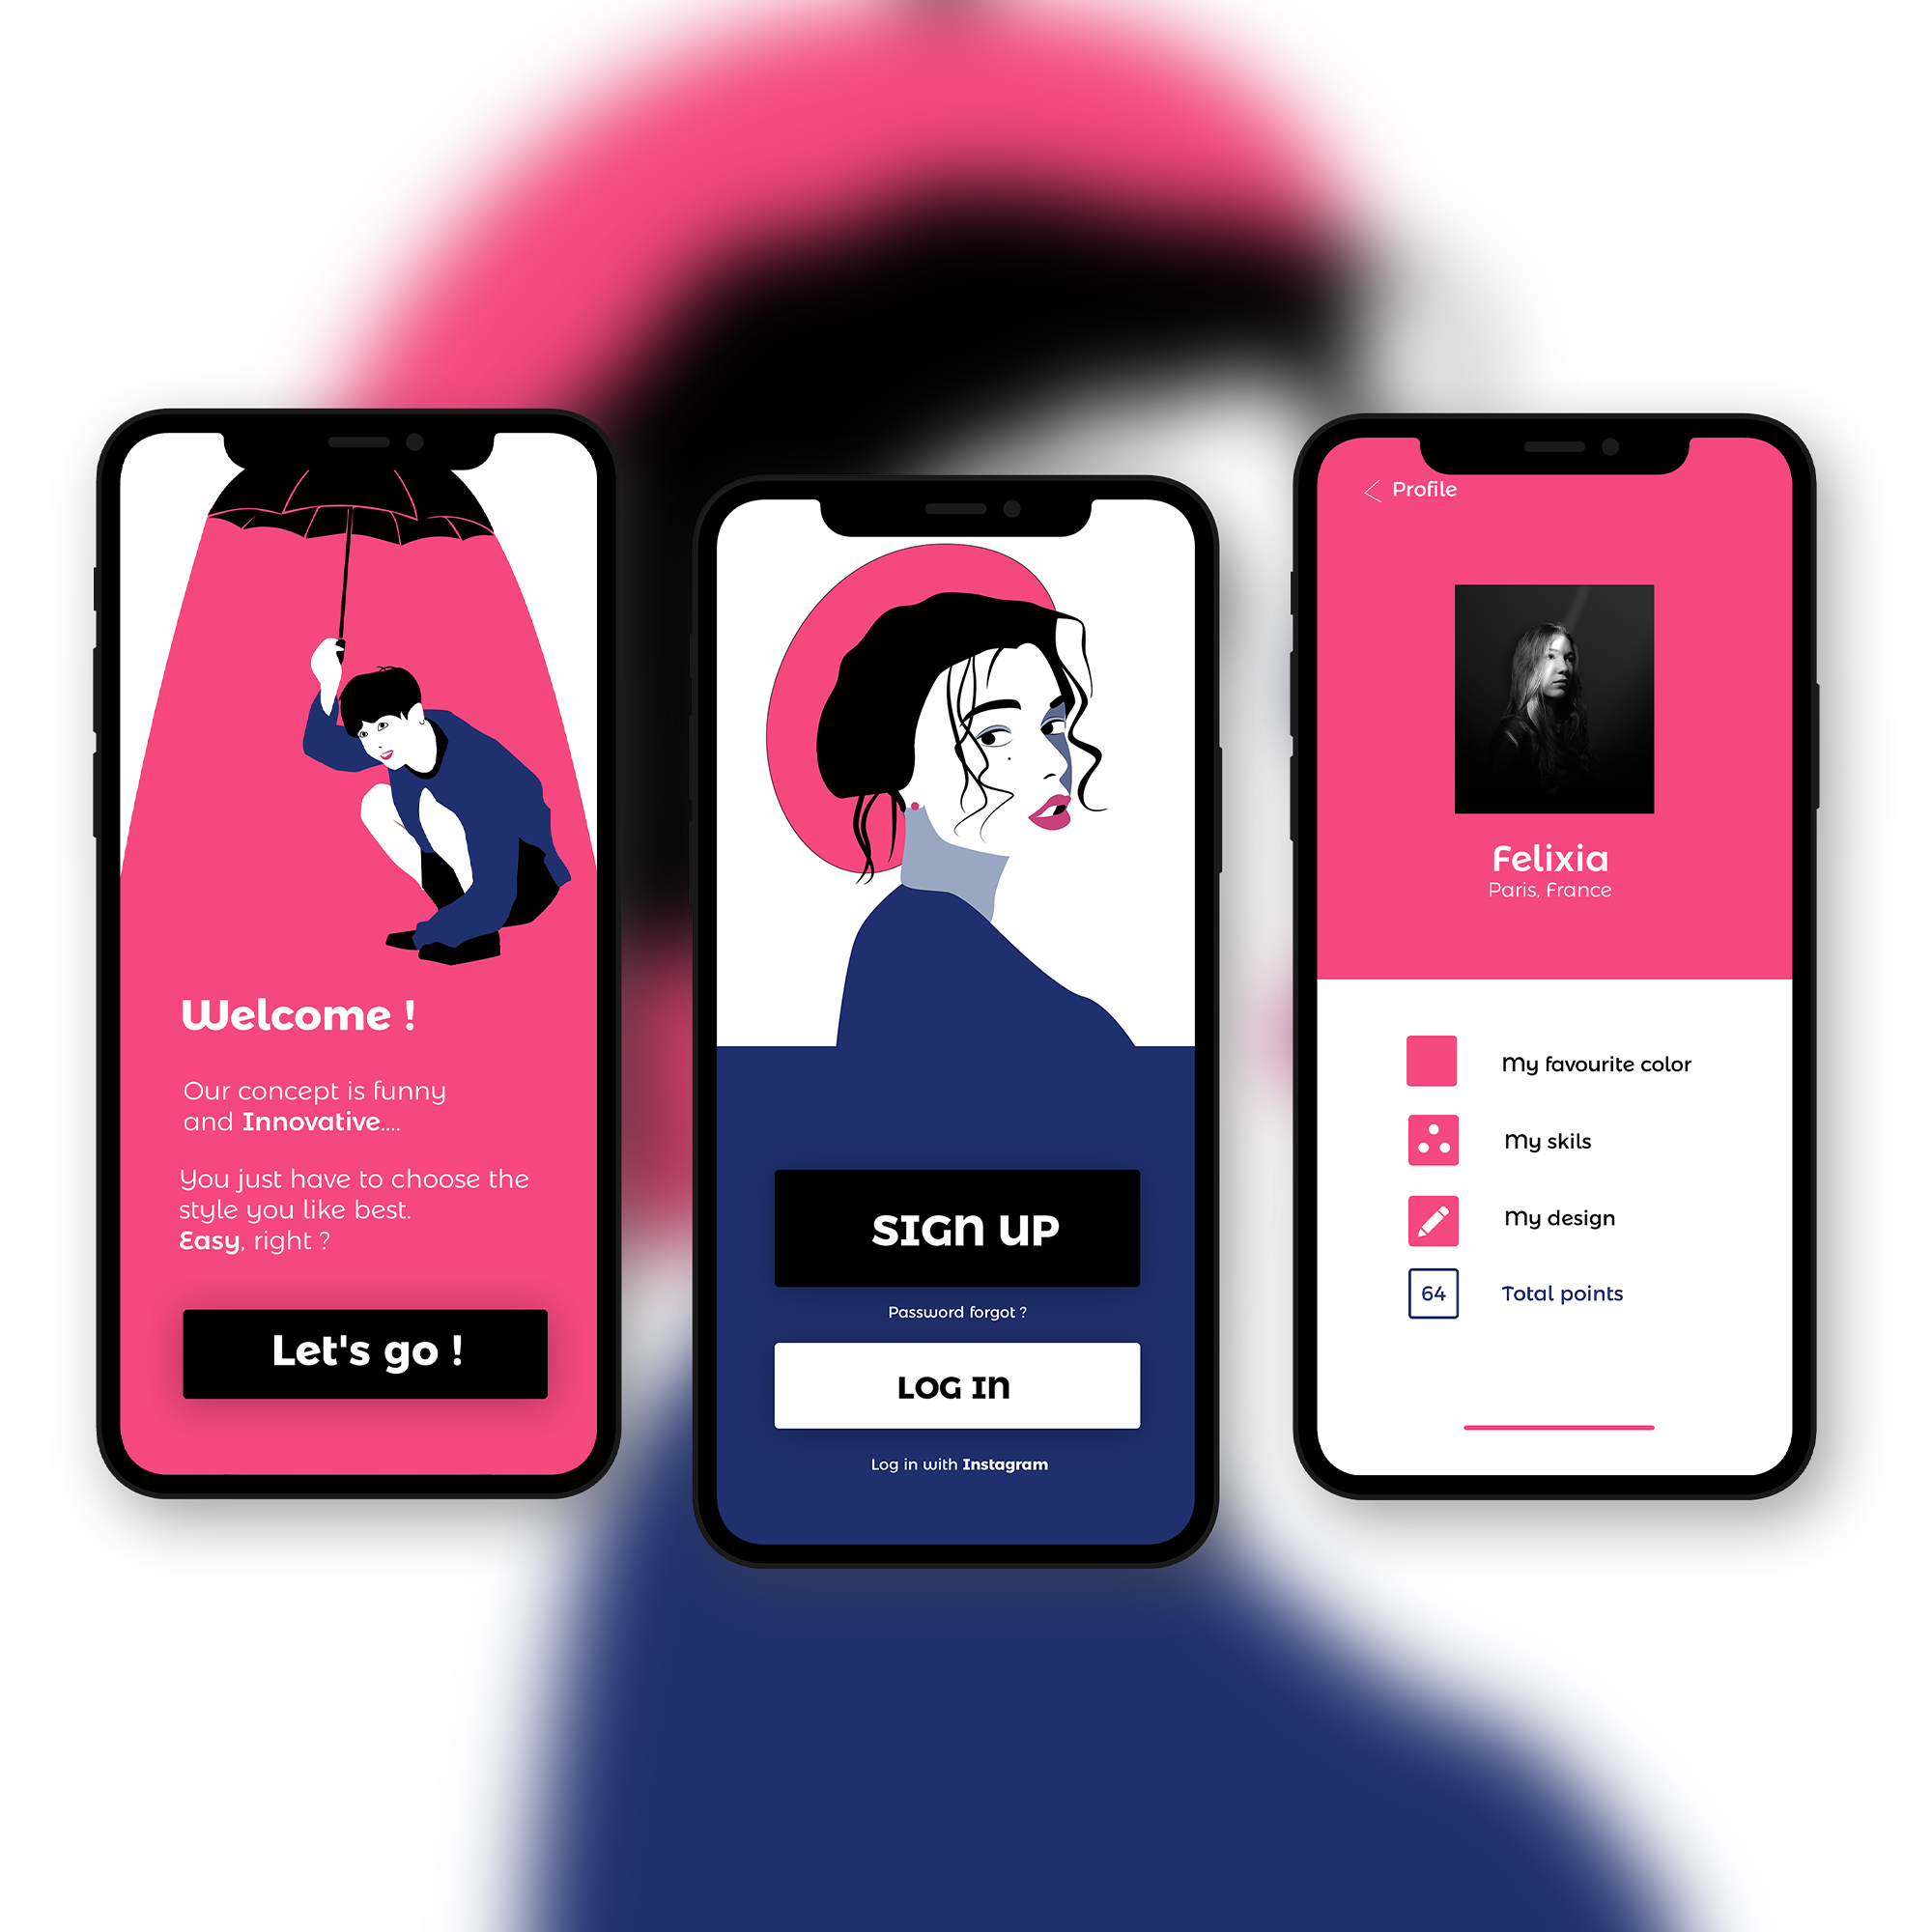 Welcome !
Our concept is funny
and Innovative....
You just have to choose the
style you like best.
Easy, right ?
Let's go !
SIGN UP
Password forgot ?
LOG IN
Log in with Instagram
Profile
Felixia
Paris, France
My favourite color
My skils
My design
64 Total points